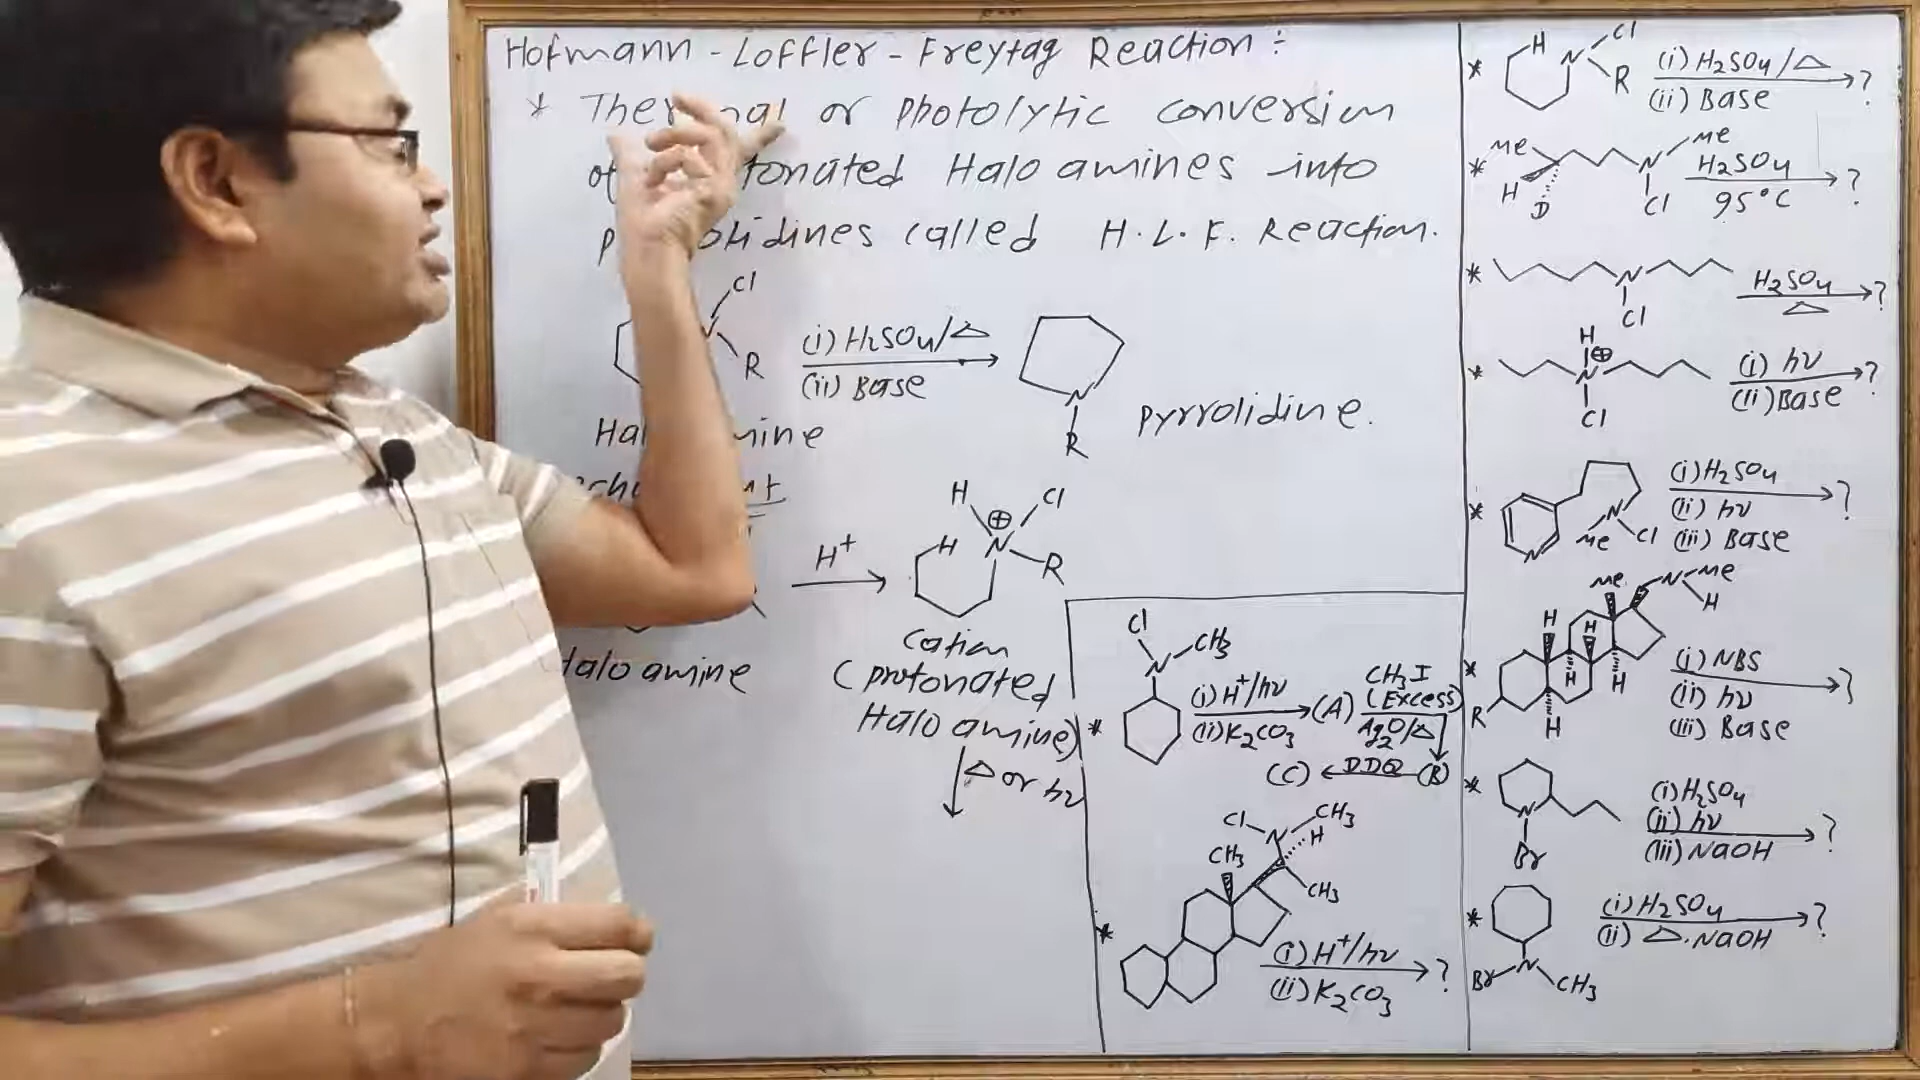 Hofmann - Loffler - Freytag Reaction :
* Thermal or Photolytic conversion
of tonated Halo amines into
P olidines called H.L.F. Reaction.
Cl
R
(i) H2SO4/△
(ii) Base
N
R
Pyrrolidine.
Hal mine
H
Cl
⊕
H
N
R
H+
Halo amine
Cation
(protonated
Halo amine)
△ or hν
Cl
N
CH3
(i) H+/hν
(ii) K2CO3
(A)
CH3I
(Excess)
Ag2O/△
(B)
DDQ
(C)
*
Cl
N
CH3
H
CH3
CH3
*
(i) H+/hν
(ii) K2CO3
?
*
H
N
Cl
R
(i) H2SO4/△
(ii) Base
?
*
Me
H
D
N
Me
Cl
H2SO4
95°C
?
*
N
Cl
H2SO4
△
?
*
H
N
⊕
Cl
(i) hν
(ii) Base
?
*
N
N
Me
Cl
(i) H2SO4
(ii) hν
(iii) Base
?
*
Me
N
Me
H
H
H
H
H
H
R
(i) NBS
(ii) hν
(iii) Base
?
*
N
Br
(i) H2SO4
(ii) hν
(iii) NaOH
?
*
Br
N
CH3
(i) H2SO4
(ii) △.NaOH
?